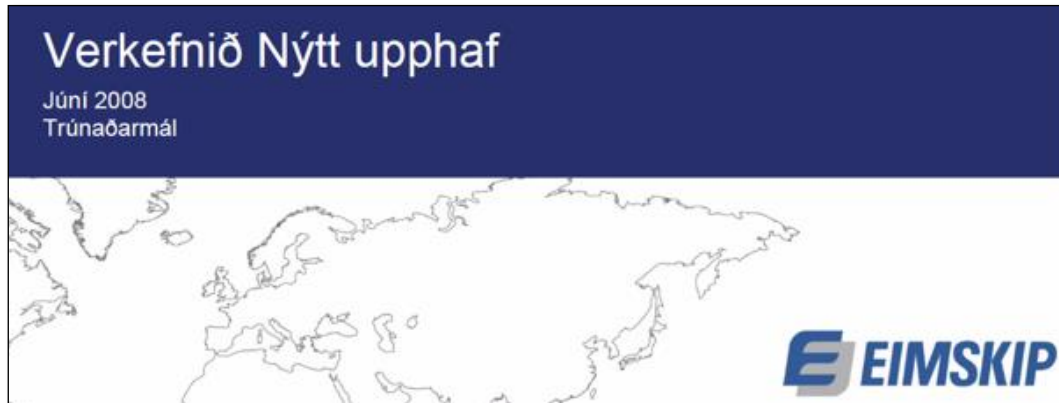 Verkefnið Nýtt upphaf
Júní 2008
Trúnaðarmál
EIMSKIP